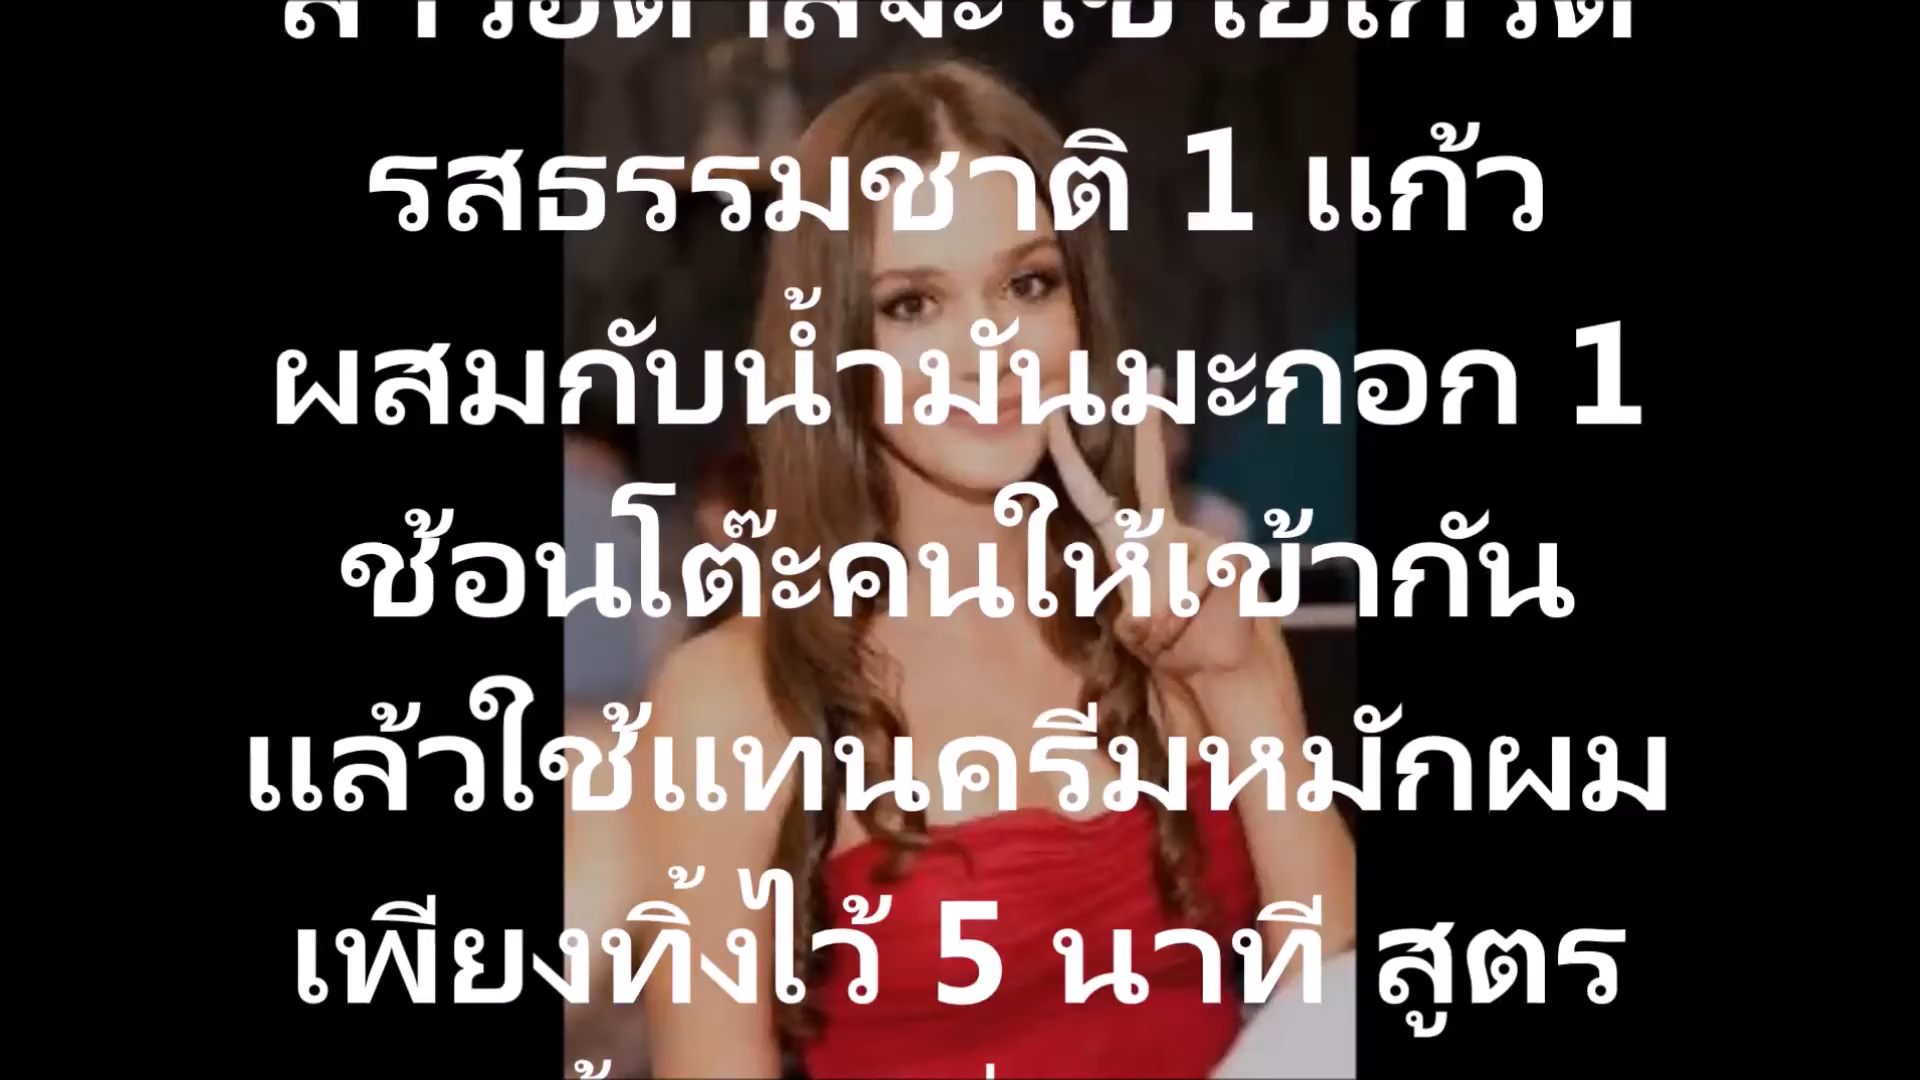 รสธรรมชาติ 1 แก้ว
ผสมกับน้ำมันมะกอก 1
ช้อนโต๊ะคนให้เข้ากัน
แล้วใช้แทนครีมหมักผม
เพียงทิ้งไว้ 5 นาที สูตร